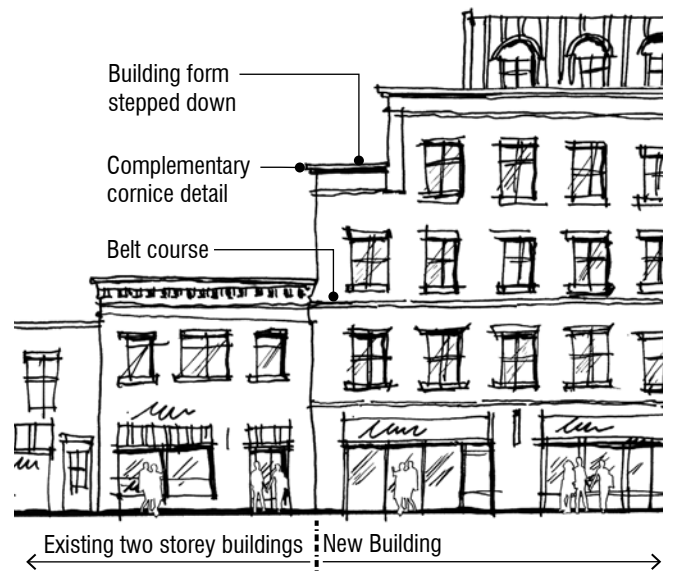 Building form
stepped down
Complementary
cornice detail
Belt course
Existing two storey buildings
New Building